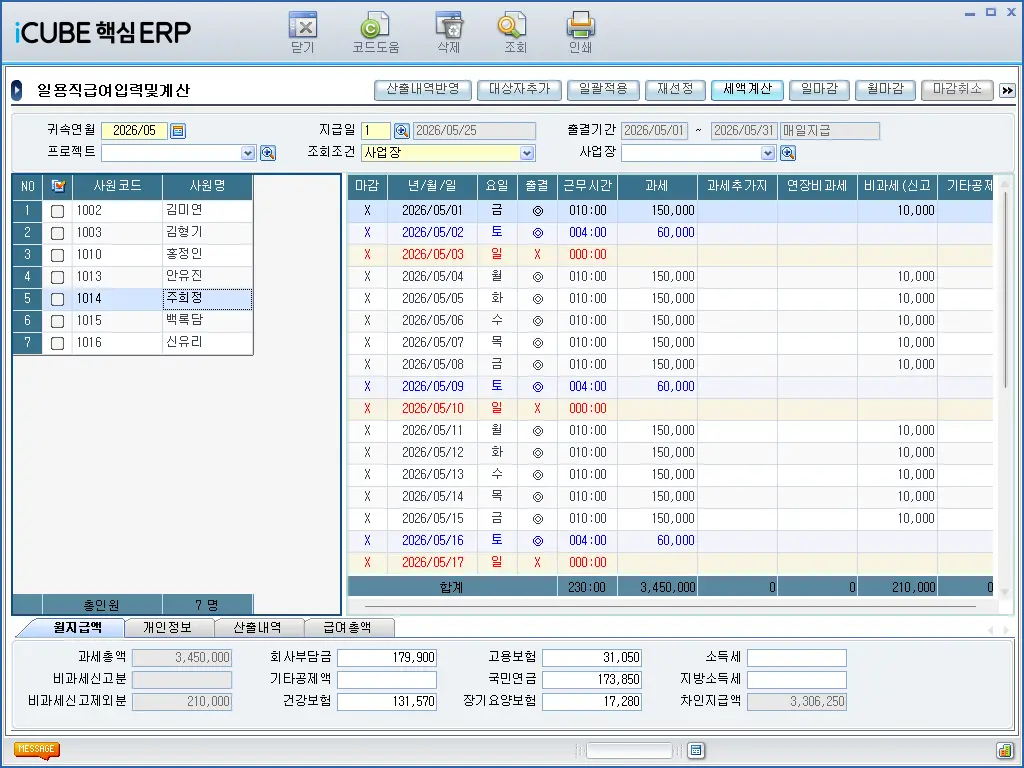 iCUBE 핵심ERP
닫기 코드도움 삭제 조회 인쇄
일용직급여입력및계산
산출내역반영 대상자추가 일괄적용 재선정 세액계산 일마감 월마감 마감취소
귀속연월 2026/05 지급일 1 2026/05/25 출결기간 2026/05/01 ~ 2026/05/31 매일지급
프로젝트 조회조건 사업장 사업장
NO 사원코드 사원명
1 1002 김미연
2 1003 김형기
3 1010 홍정인
4 1013 안유진
5 1014 주희정
6 1015 백록담
7 1016 신유리
총인원 7 명
마감 년/월/일 요일 출결 근무시간 과세 과세추가지 연장비과세 비과세(신고 기타공제
X 2026/05/01 금 ◎ 010:00 150,000 10,000
X 2026/05/02 토 ◎ 004:00 60,000
X 2026/05/03 일 X 000:00
X 2026/05/04 월 ◎ 010:00 150,000 10,000
X 2026/05/05 화 ◎ 010:00 150,000 10,000
X 2026/05/06 수 ◎ 010:00 150,000 10,000
X 2026/05/07 목 ◎ 010:00 150,000 10,000
X 2026/05/08 금 ◎ 010:00 150,000 10,000
X 2026/05/09 토 ◎ 004:00 60,000
X 2026/05/10 일 X 000:00
X 2026/05/11 월 ◎ 010:00 150,000 10,000
X 2026/05/12 화 ◎ 010:00 150,000 10,000
X 2026/05/13 수 ◎ 010:00 150,000 10,000
X 2026/05/14 목 ◎ 010:00 150,000 10,000
X 2026/05/15 금 ◎ 010:00 150,000 10,000
X 2026/05/16 토 ◎ 004:00 60,000
X 2026/05/17 일 X 000:00
합계 230:00 3,450,000 0 0 210,000 0
월지급액 개인정보 산출내역 급여총액
과세총액 3,450,000 회사부담금 179,900 고용보험 31,050 소득세
비과세신고분 기타공제액 국민연금 173,850 지방소득세
비과세신고제외분 210,000 건강보험 131,570 장기요양보험 17,280 차인지급액 3,306,250
MESSAGE